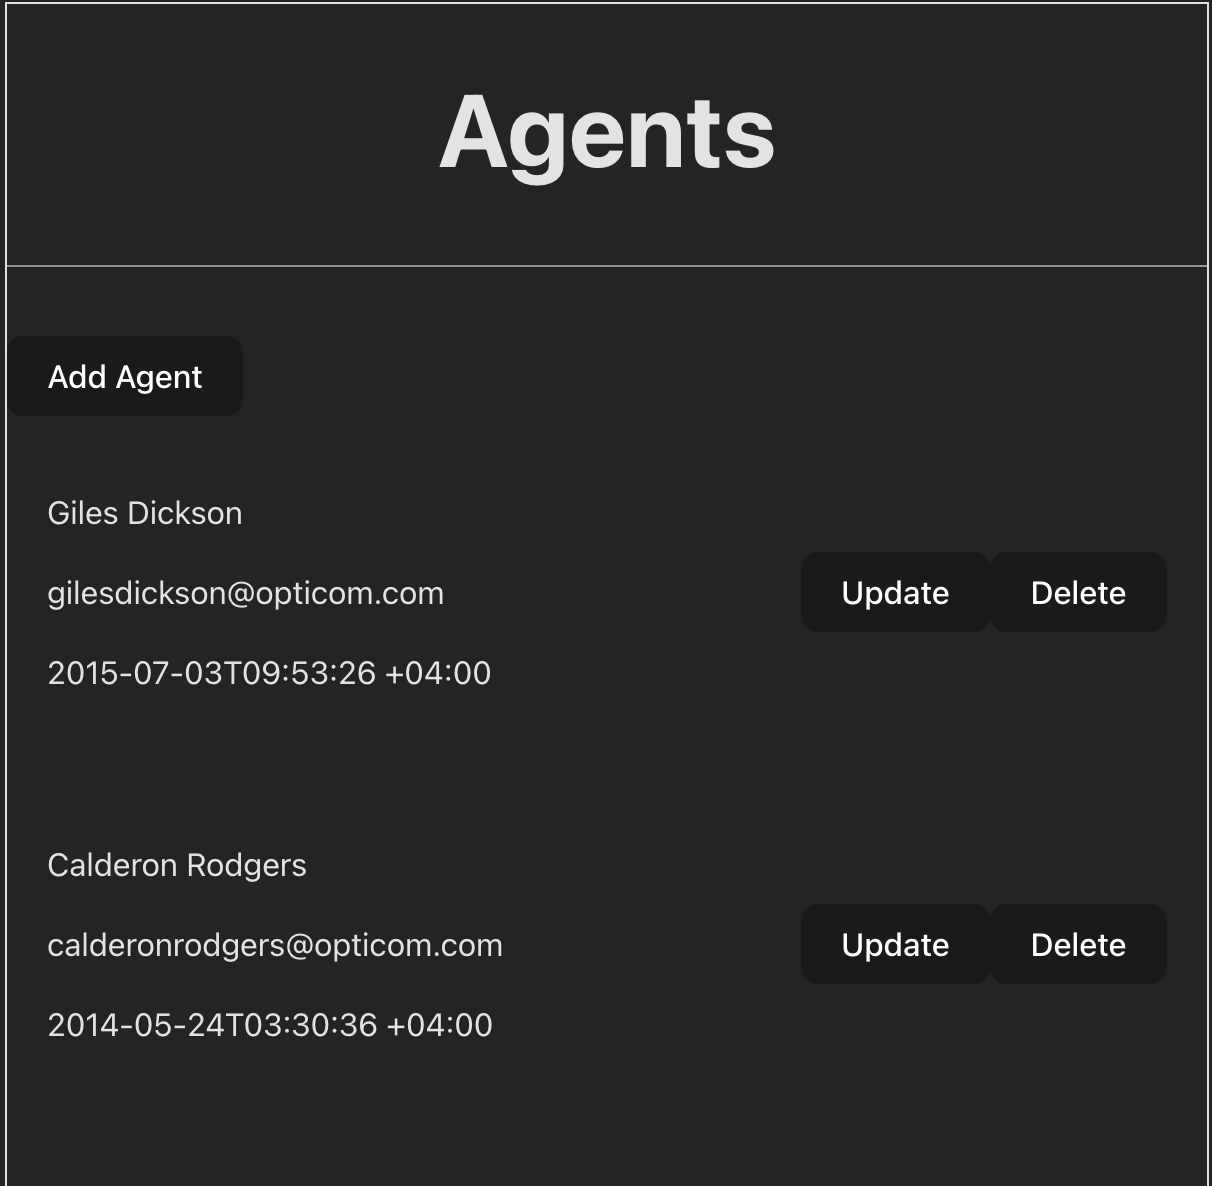 Agents
Add Agent
Giles Dickson
gilesdickson@opticom.com
Update Delete
2015-07-03T09:53:26 +04:00
Calderon Rodgers
calderonrodgers@opticom.com
Update Delete
2014-05-24T03:30:36 +04:00